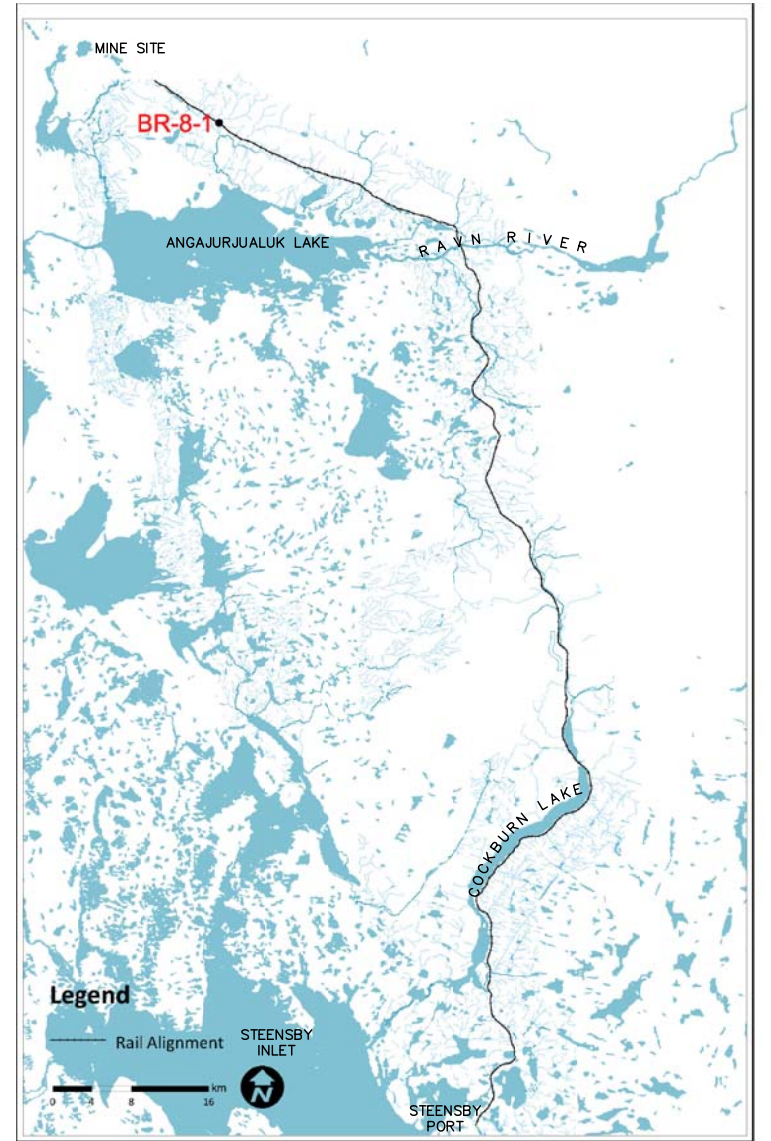 MINE SITE
BR-8-1
ANGAJURJUALUK LAKE
RAVN RIVER
COCKBURN LAKE
Legend
Rail Alignment
STEENSBY
INLET
km
0 4 8 16
N
STEENSBY
PORT